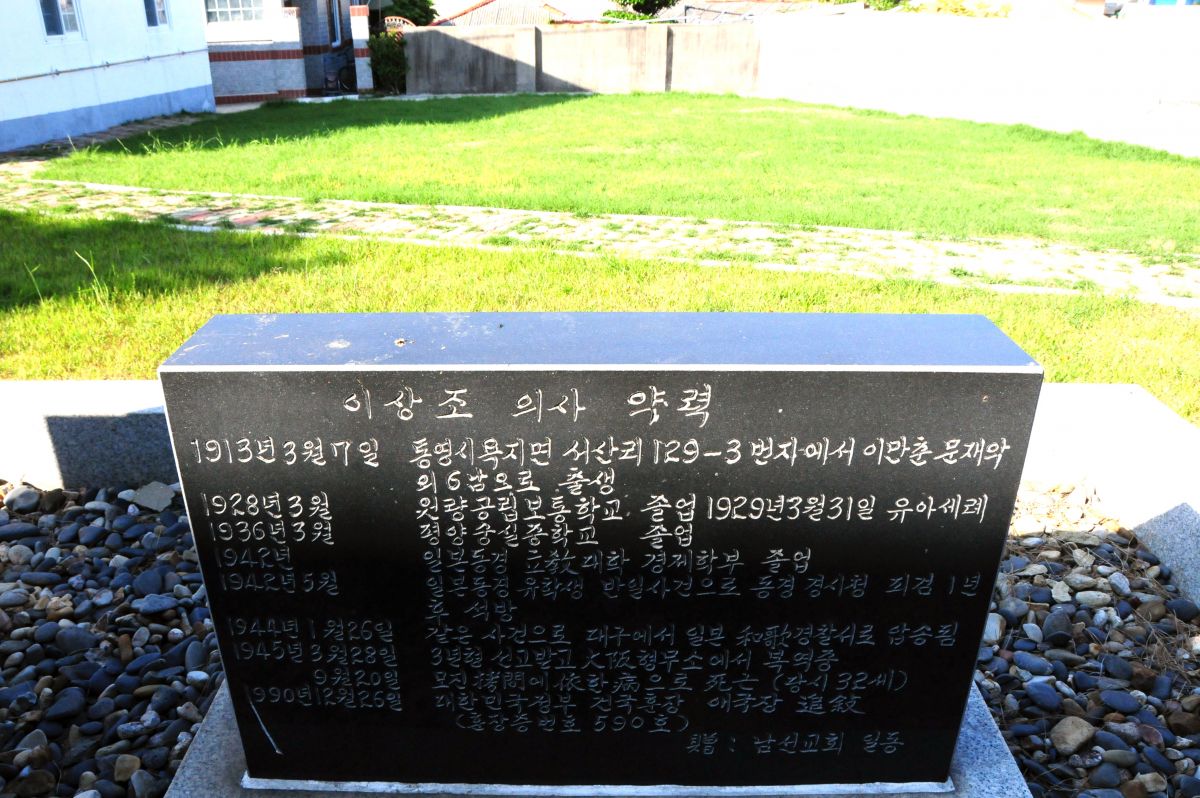 이상조 의사 약력
1913년 3월 7일 통영시욕지면 서산리 129-3 번지에서 이만춘 문재악
의 6남으로 출생
1928년 3월 원량공립보통학교 졸업 1929년3월31일 유아세례
1936년 3월 평양숭실중학교 졸업
1942년 일본동경 立敎대학 경제학부 졸업
1942년 5월 일본동경 유학생 반일사건으로 동경 경시청 피검 1년
후 석방
1944년 1월26일 같은 사건으로 대구에서 일본 和歌경찰서로 압송됨
1945년 3월28일 3년형 선고받고 大阪형무소에서 복역중
9월20일 모진 拷問에 依한 病으로 死亡 (당시 32세)
1990년12월26일 대한민국정부 건국훈장 애국장 追敍
(훈장증번호 590호)
贈 : 남선교회 일동